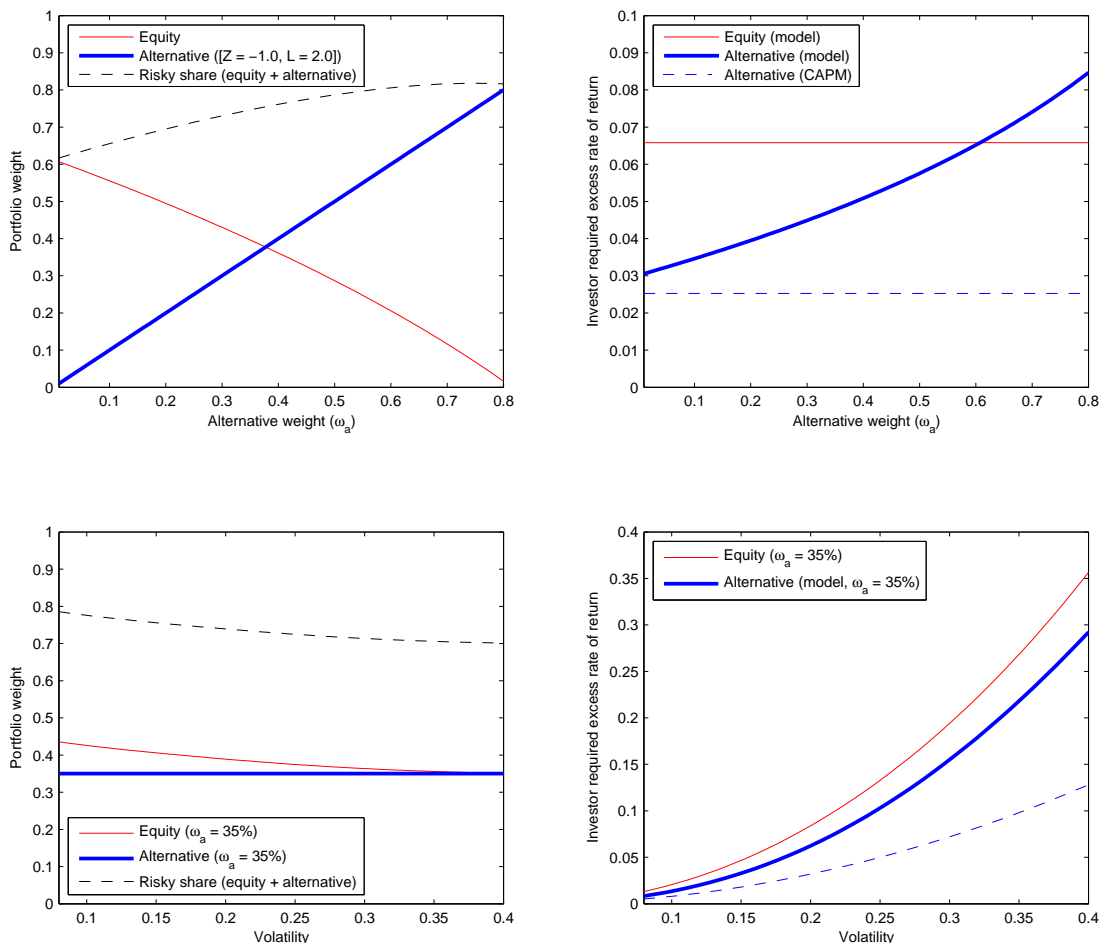 1
0.9
0.8
0.7
0.6
0.5
0.4
0.3
0.2
0.1
0
Portfolio weight
Equity
Alternative ([Z = −1.0, L = 2.0])
Risky share (equity + alternative)
0.1 0.2 0.3 0.4 0.5 0.6 0.7 0.8
Alternative weight (ω_a)
0.1
0.09
0.08
0.07
0.06
0.05
0.04
0.03
0.02
0.01
0
Investor required excess rate of return
Equity (model)
Alternative (model)
Alternative (CAPM)
0.1 0.2 0.3 0.4 0.5 0.6 0.7 0.8
Alternative weight (ω_a)
1
0.9
0.8
0.7
0.6
0.5
0.4
0.3
0.2
0.1
0
Portfolio weight
Equity (ω_a = 35%)
Alternative (ω_a = 35%)
Risky share (equity + alternative)
0.1 0.15 0.2 0.25 0.3 0.35 0.4
Volatility
0.4
0.35
0.3
0.25
0.2
0.15
0.1
0.05
0
Investor required excess rate of return
Equity (ω_a = 35%)
Alternative (model, ω_a = 35%)
0.1 0.15 0.2 0.25 0.3 0.35 0.4
Volatility